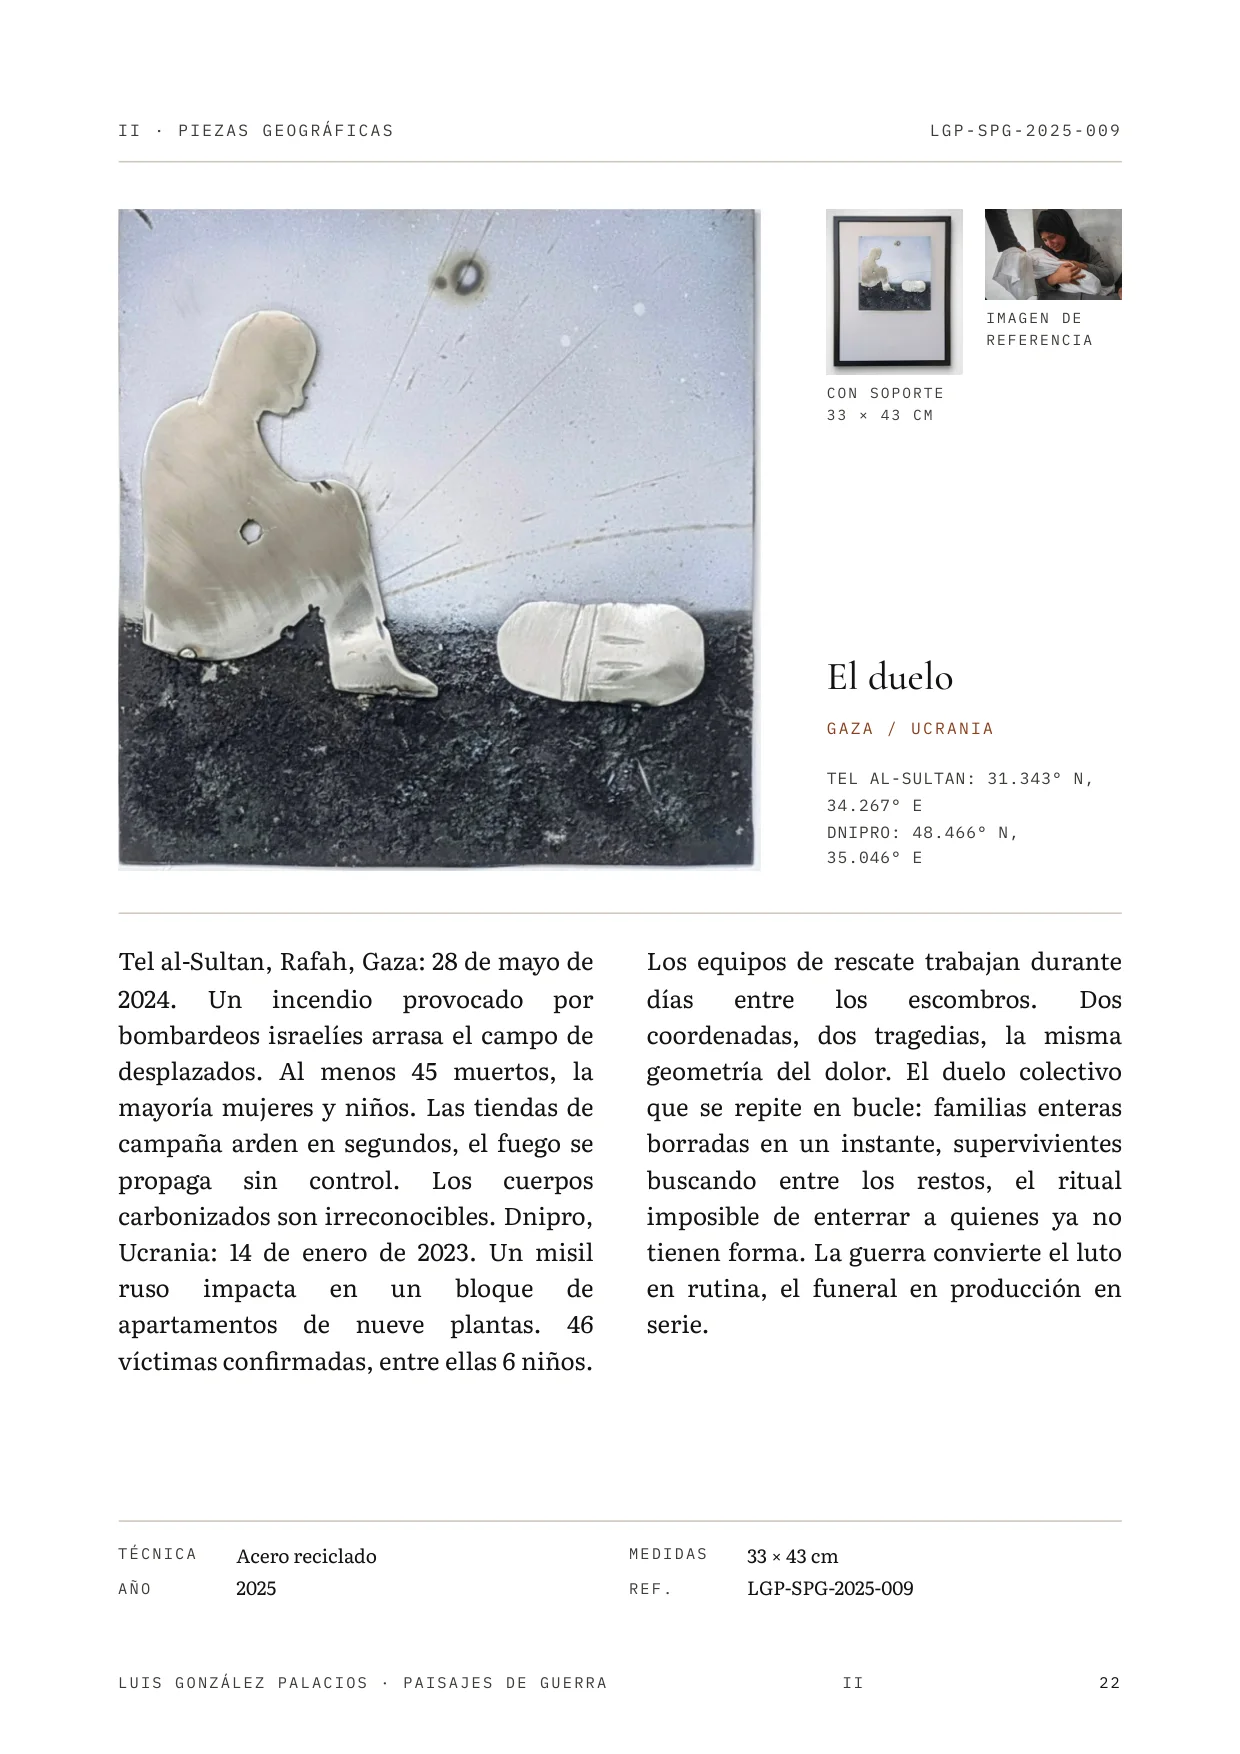 II · PIEZAS GEOGRÁFICAS
LGP-SPG-2025-009
CON SOPORTE
33 × 43 CM
IMAGEN DE
REFERENCIA
El duelo
GAZA / UCRANIA
TEL AL-SULTAN: 31.343° N,
34.267° E
DNIPRO: 48.466° N,
35.046° E
Tel al-Sultan, Rafah, Gaza: 28 de mayo de
2024. Un incendio provocado por
bombardeos israelíes arrasa el campo de
desplazados. Al menos 45 muertos, la
mayoría mujeres y niños. Las tiendas de
campaña arden en segundos, el fuego se
propaga sin control. Los cuerpos
carbonizados son irreconocibles. Dnipro,
Ucrania: 14 de enero de 2023. Un misil
ruso impacta en un bloque de
apartamentos de nueve plantas. 46
víctimas confirmadas, entre ellas 6 niños.
Los equipos de rescate trabajan durante
días entre los escombros. Dos
coordenadas, dos tragedias, la misma
geometría del dolor. El duelo colectivo
que se repite en bucle: familias enteras
borradas en un instante, supervivientes
buscando entre los restos, el ritual
imposible de enterrar a quienes ya no
tienen forma. La guerra convierte el luto
en rutina, el funeral en producción en
serie.
TÉCNICA Acero reciclado
MEDIDAS 33 × 43 cm
AÑO 2025
REF. LGP-SPG-2025-009
LUIS GONZÁLEZ PALACIOS · PAISAJES DE GUERRA II 22